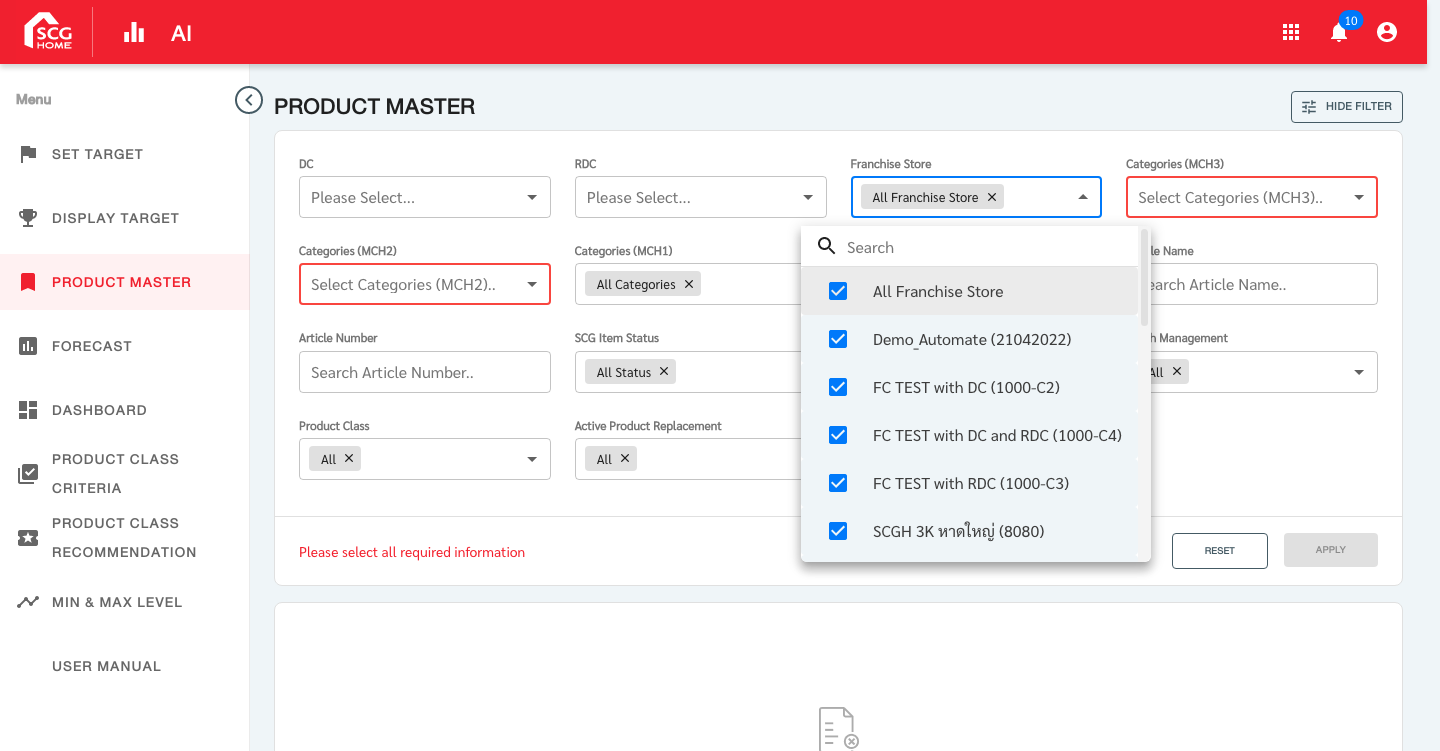 SCG
HOME
AI
10
Menu
SET TARGET
DISPLAY TARGET
PRODUCT MASTER
FORECAST
DASHBOARD
PRODUCT CLASS
CRITERIA
PRODUCT CLASS
RECOMMENDATION
MIN & MAX LEVEL
USER MANUAL
PRODUCT MASTER
HIDE FILTER
DC
RDC
Franchise Store
Categories (MCH3)
Please Select...
Please Select...
All Franchise Store
Select Categories (MCH3)..
Categories (MCH2)
Categories (MCH1)
Name
Select Categories (MCH2)..
All Categories
Article Name..
Article Number
SCG Item Status
Management
Search Article Number..
All Status
All
Product Class
Active Product Replacement
All
All
Search
All Franchise Store
Demo_Automate (21042022)
FC TEST with DC (1000-C2)
FC TEST with DC and RDC (1000-C4)
FC TEST with RDC (1000-C3)
SCGH 3K หาดใหญ่ (8080)
Please select all required information
RESET
APPLY